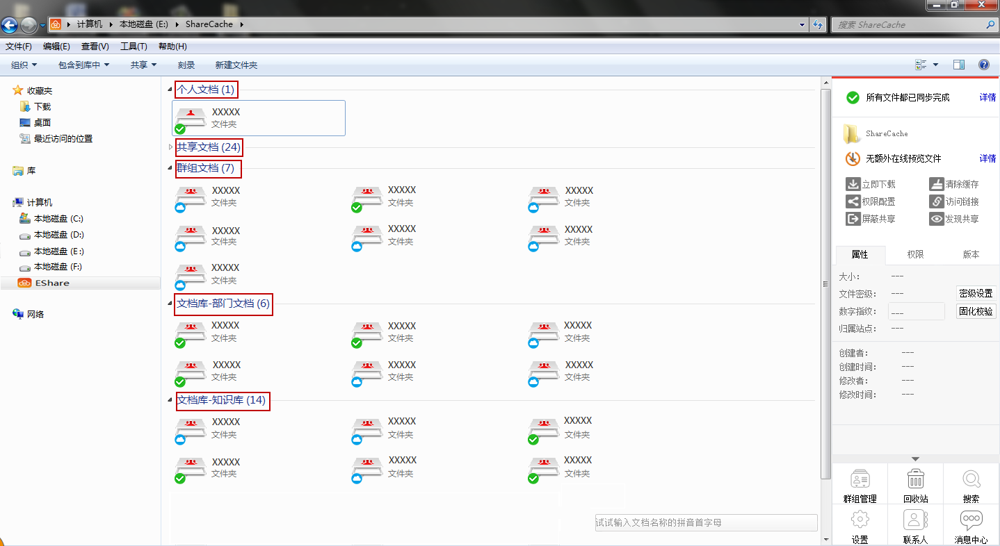 计算机 本地磁盘 (E:) ShareCache
搜索 ShareCache
文件(F) 编辑(E) 查看(V) 工具(T) 帮助(H)
组织 包含到库中 共享 刻录 新建文件夹
收藏夹
下载
桌面
最近访问的位置
库
计算机
本地磁盘 (C:)
本地磁盘 (D:)
本地磁盘 (E:)
本地磁盘 (F:)
EShare
网络
个人文档 (1)
XXXXX
文件夹
共享文档 (24)
群组文档 (7)
XXXXX XXXXX XXXXX
文件夹 文件夹 文件夹
XXXXX XXXXX XXXXX
文件夹 文件夹 文件夹
XXXXX
文件夹
文档库-部门文档 (6)
XXXXX XXXXX XXXXX
文件夹 文件夹 文件夹
XXXXX XXXXX XXXXX
文件夹 文件夹 文件夹
文档库-知识库 (14)
XXXXX XXXXX XXXXX
文件夹 文件夹 文件夹
XXXXX XXXXX XXXXX
文件夹 文件夹 文件夹
试试输入文档名称的拼音首字母
所有文件都已同步完成 详情
ShareCache
无额外在线预览文件 详情
立即下载 清除缓存
权限配置 访问链接
屏蔽共享 发现共享
属性 权限 版本
大小： ---
文件密级： --- 密级设置
数字指纹： --- 固化校验
归属站点： ---
创建者： ---
创建时间： ---
修改者： ---
修改时间： ---
群组管理 回收站 搜索
设置 联系人 消息中心